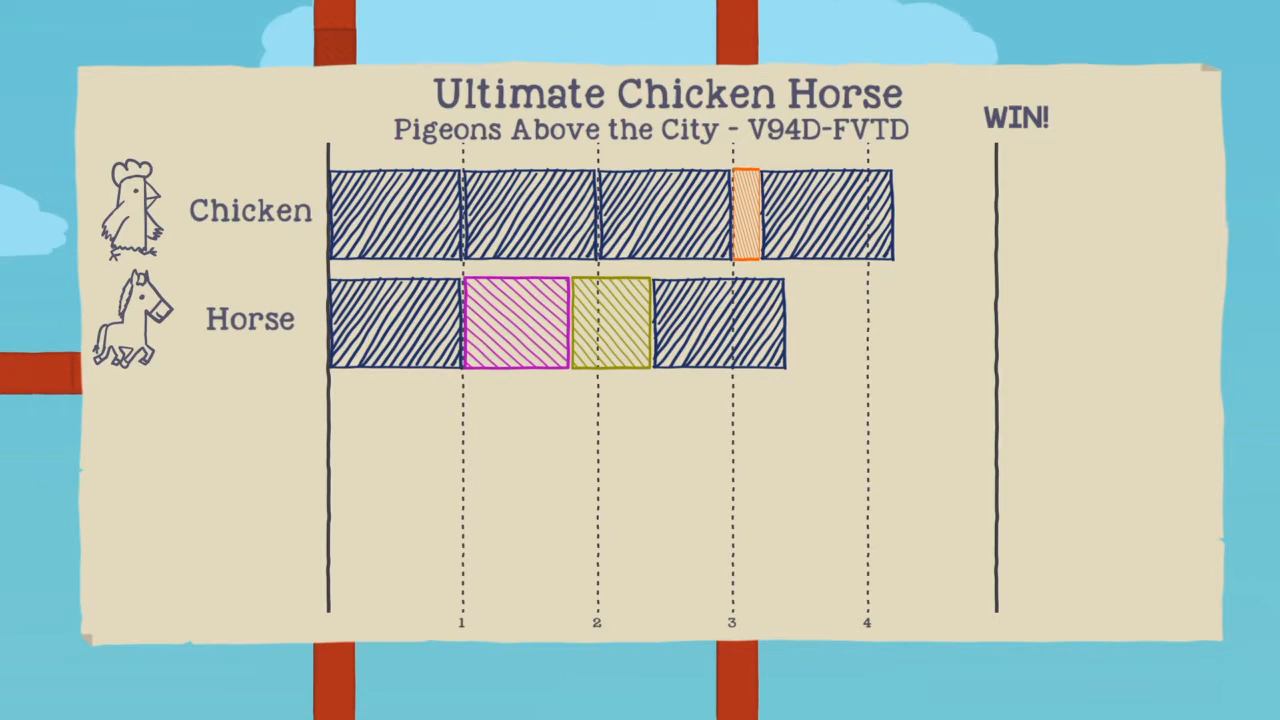 Ultimate Chicken Horse
Pigeons Above the City - V94D-FVTD
WIN!
Chicken
Horse
1 2 3 4